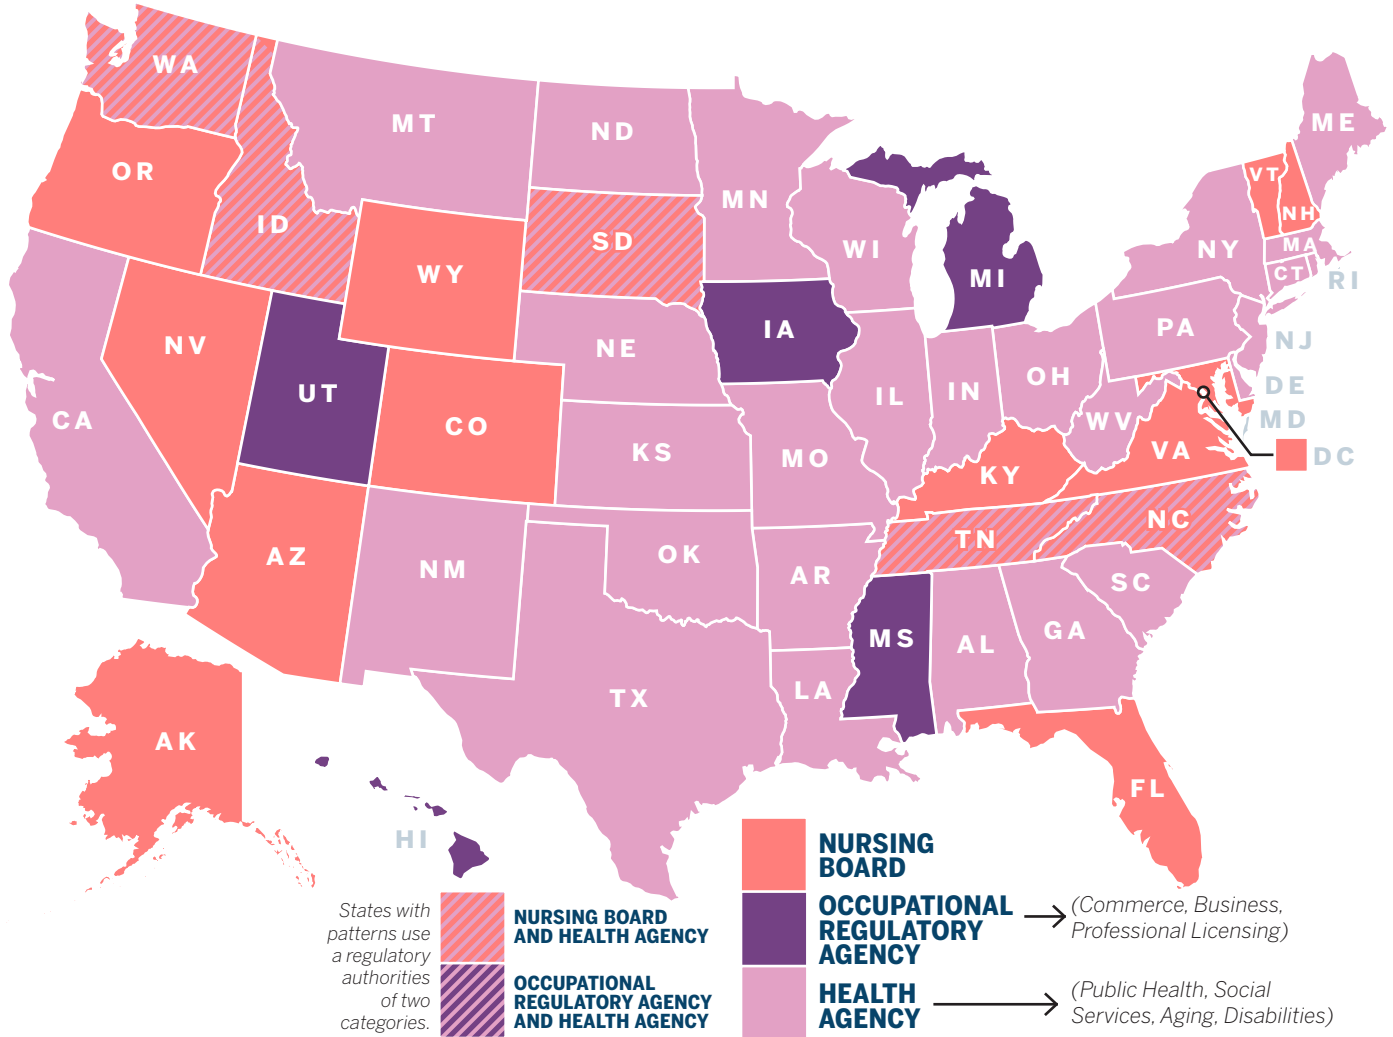 WA
MT
ND
MN
ME
OR
ID
SD
WI
MI
VT
NH
NY
MA
CT
RI
WY
NV
UT
IA
NE
PA
NJ
CA
CO
IL
IN
OH
DE
WV
MD
VA
DC
KS
MO
KY
AZ
NM
OK
AR
TN
NC
SC
MS
AL
GA
TX
LA
AK
FL
HI
NURSING
BOARD
OCCUPATIONAL
REGULATORY
AGENCY
(Commerce, Business,
Professional Licensing)
HEALTH
AGENCY
(Public Health, Social
Services, Aging, Disabilities)
States with
patterns use
a regulatory
authorities
of two
categories.
NURSING BOARD
AND HEALTH AGENCY
OCCUPATIONAL
REGULATORY AGENCY
AND HEALTH AGENCY